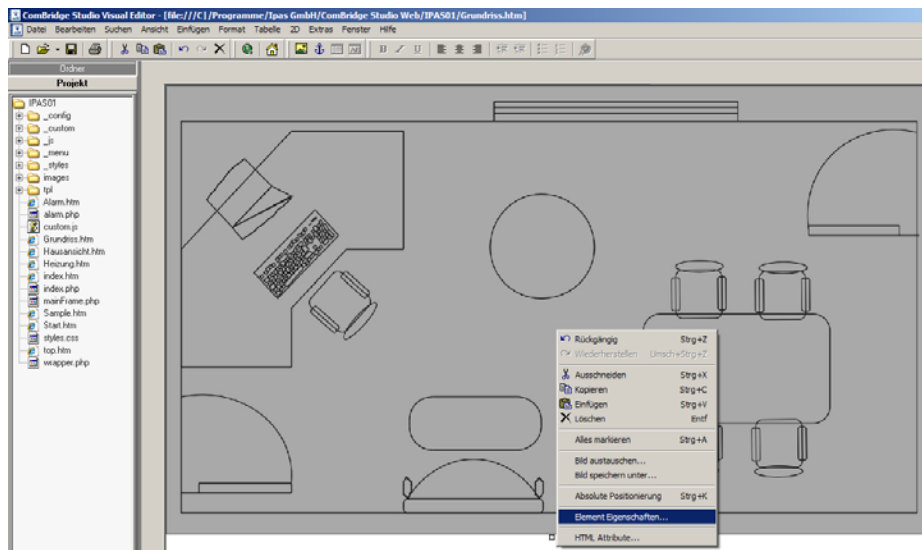 ComBridge Studio Visual Editor - [file:///C|/Programme/Ipas GmbH/ComBridge Studio Web/IPAS01/Grundriss.htm]
Datei Bearbeiten Suchen Ansicht Einfügen Format Tabelle 2D Extras Fenster Hilfe
B I U
Ordner
Projekt
IPAS01
_config
_custom
_js
_menu
_styles
images
tpl
Alarm.htm
alarm.php
custom.js
Grundriss.htm
Hausansicht.htm
Heizung.htm
index.htm
index.php
mainFrame.php
Sample.htm
Start.htm
styles.css
top.htm
wrapper.php
Rückgängig Strg+Z
Wiederherstellen Umsch+Strg+Z
Ausschneiden Strg+X
Kopieren Strg+C
Einfügen Strg+V
Löschen Entf
Alles markieren Strg+A
Bild austauschen...
Bild speichern unter...
Absolute Positionierung Strg+K
Element Eigenschaften...
HTML Attribute...